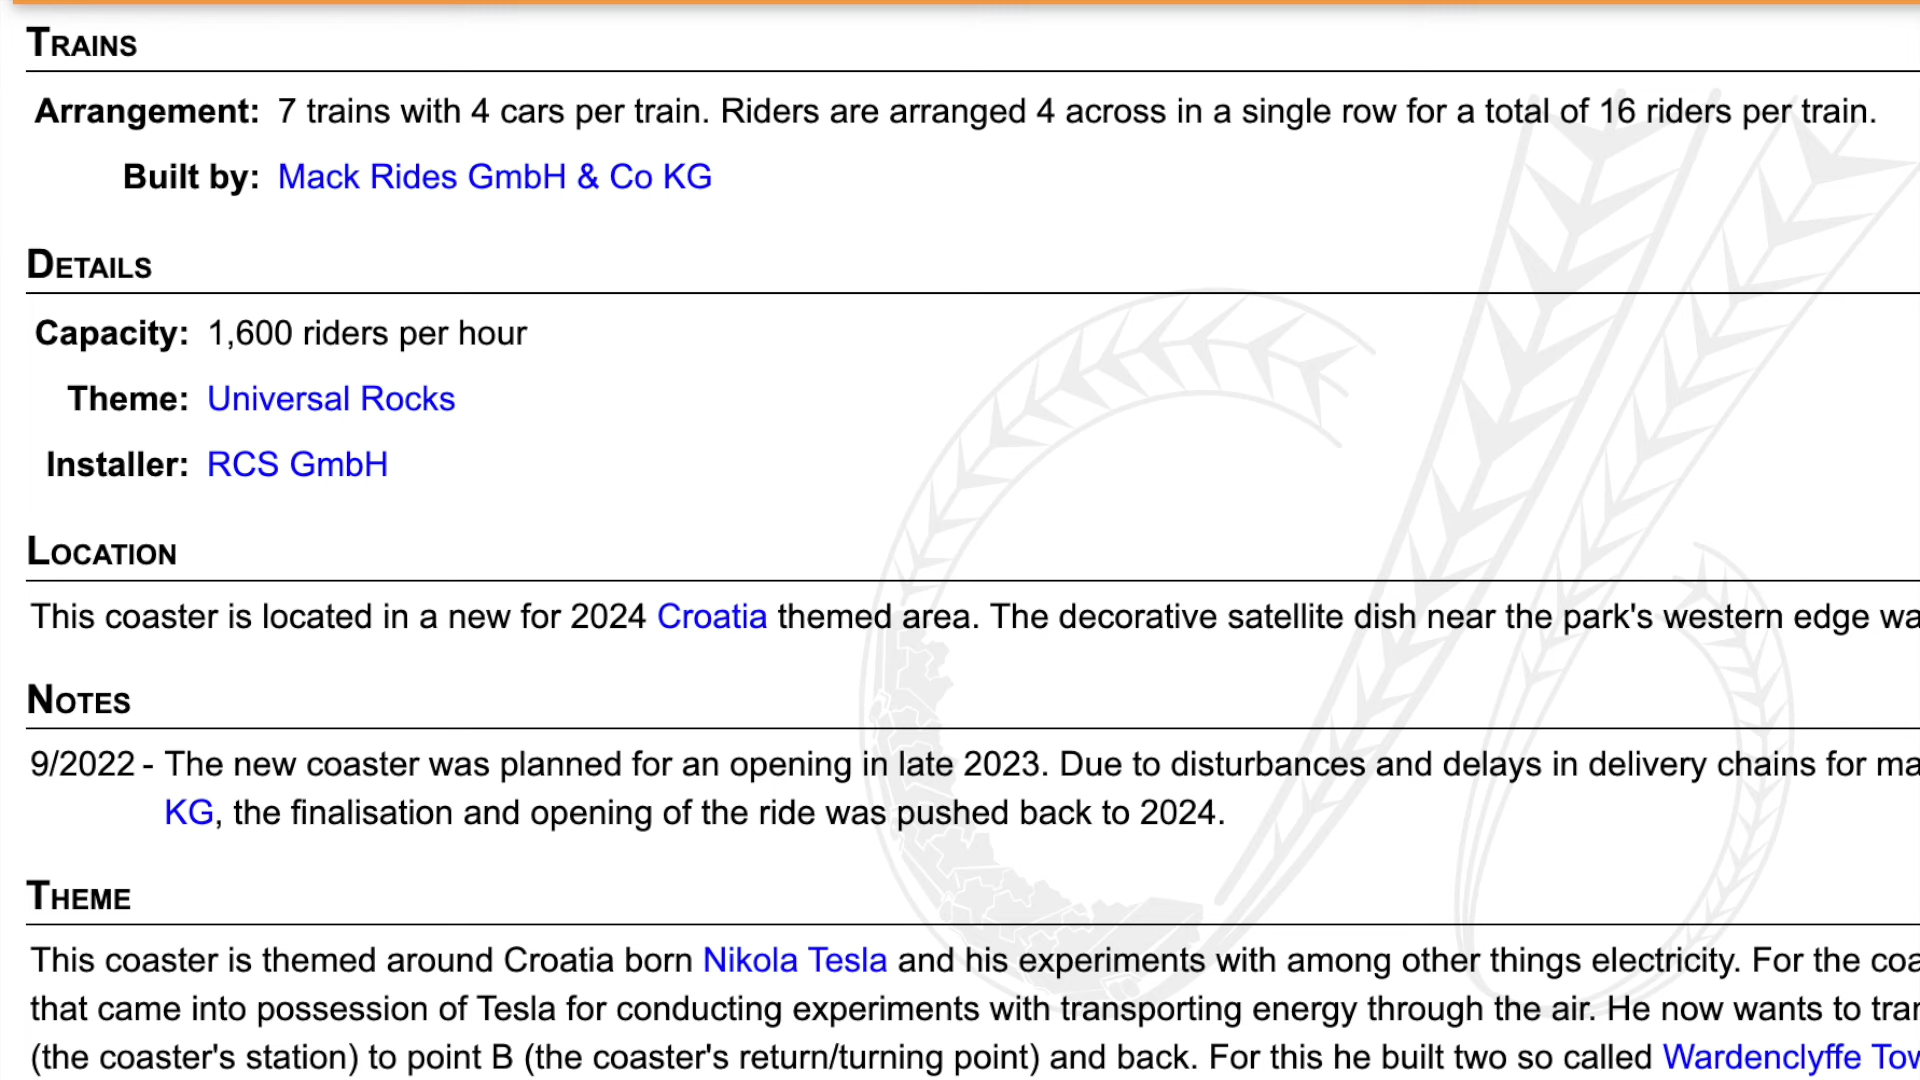 TRAINS
Arrangement: 7 trains with 4 cars per train. Riders are arranged 4 across in a single row for a total of 16 riders per train.
Built by: Mack Rides GmbH & Co KG
DETAILS
Capacity: 1,600 riders per hour
Theme: Universal Rocks
Installer: RCS GmbH
LOCATION
This coaster is located in a new for 2024 Croatia themed area. The decorative satellite dish near the park's western edge wa
NOTES
9/2022 - The new coaster was planned for an opening in late 2023. Due to disturbances and delays in delivery chains for ma
KG, the finalisation and opening of the ride was pushed back to 2024.
THEME
This coaster is themed around Croatia born Nikola Tesla and his experiments with among other things electricity. For the coa
that came into possession of Tesla for conducting experiments with transporting energy through the air. He now wants to tran
(the coaster's station) to point B (the coaster's return/turning point) and back. For this he built two so called Wardenclyffe Tow